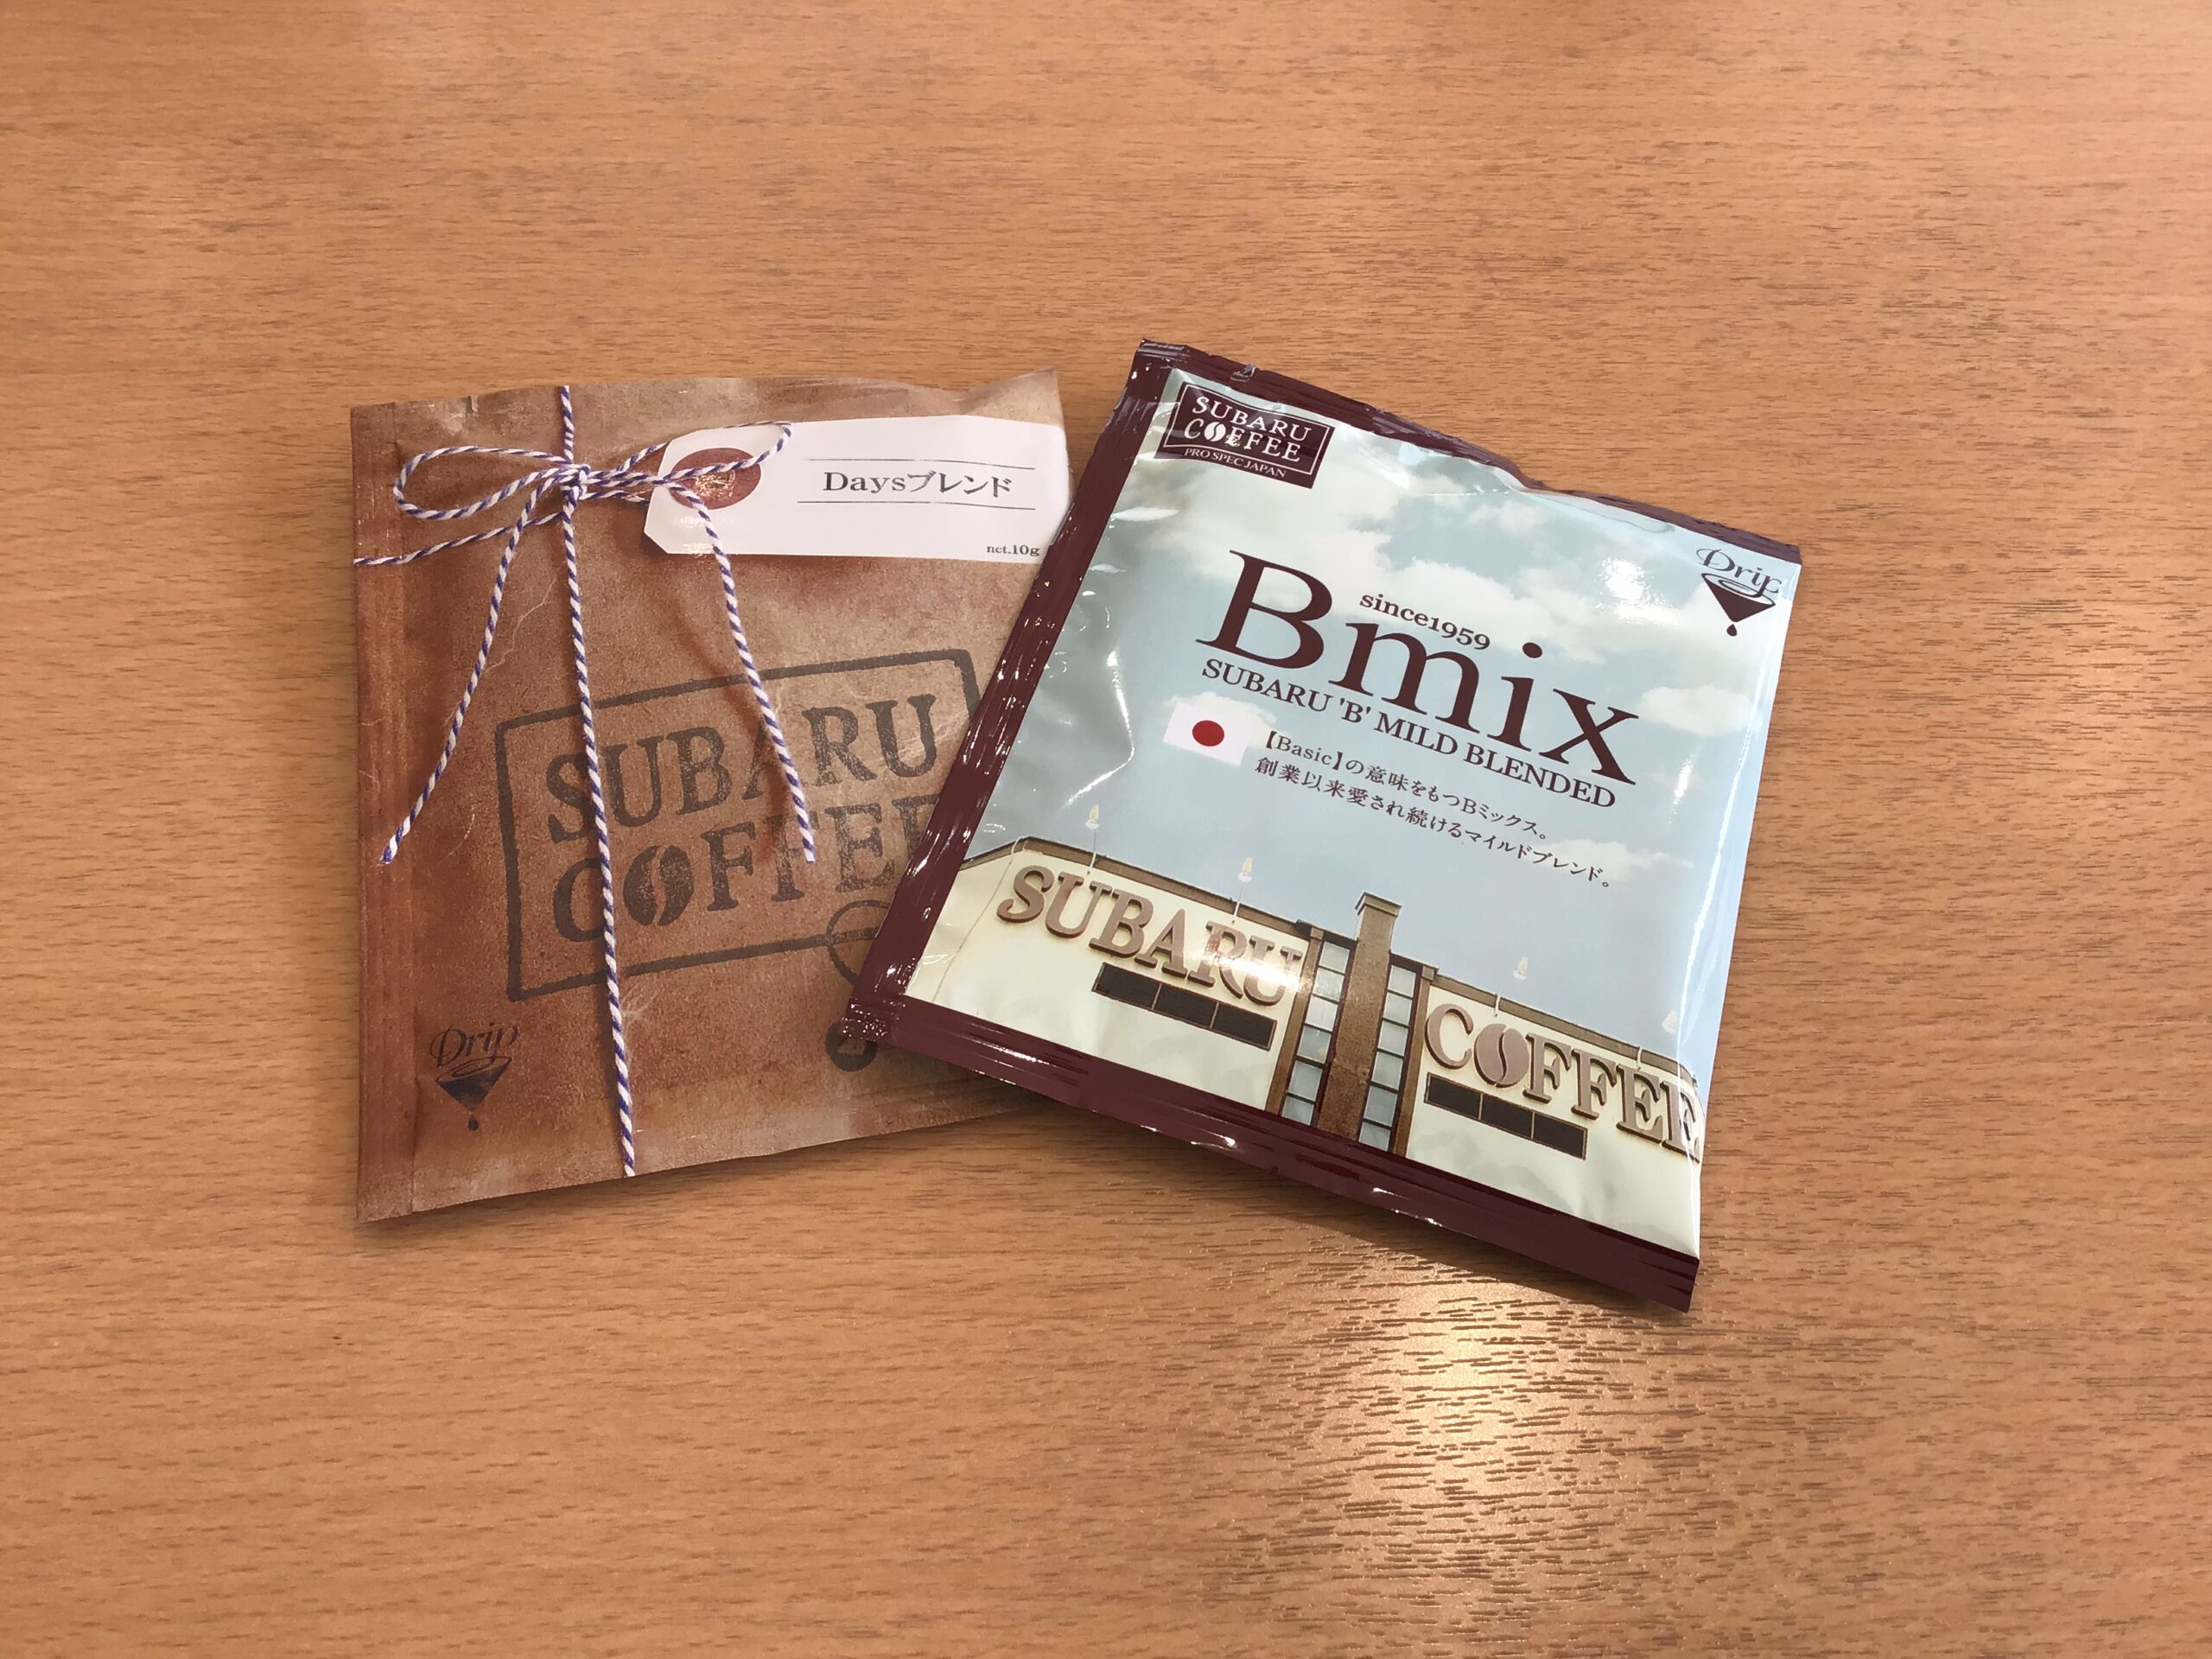 Daysブレンド
net.10g
SUBARU
COFFEE
Drip
SUBARU
COFFEE
PRO SPEC JAPAN
Drip
since1959
Bmix
SUBARU 'B' MILD BLENDED
【Basic】の意味をもつBミックス。
創業以来愛され続けるマイルドブレンド。
SUBARU
COFFEE